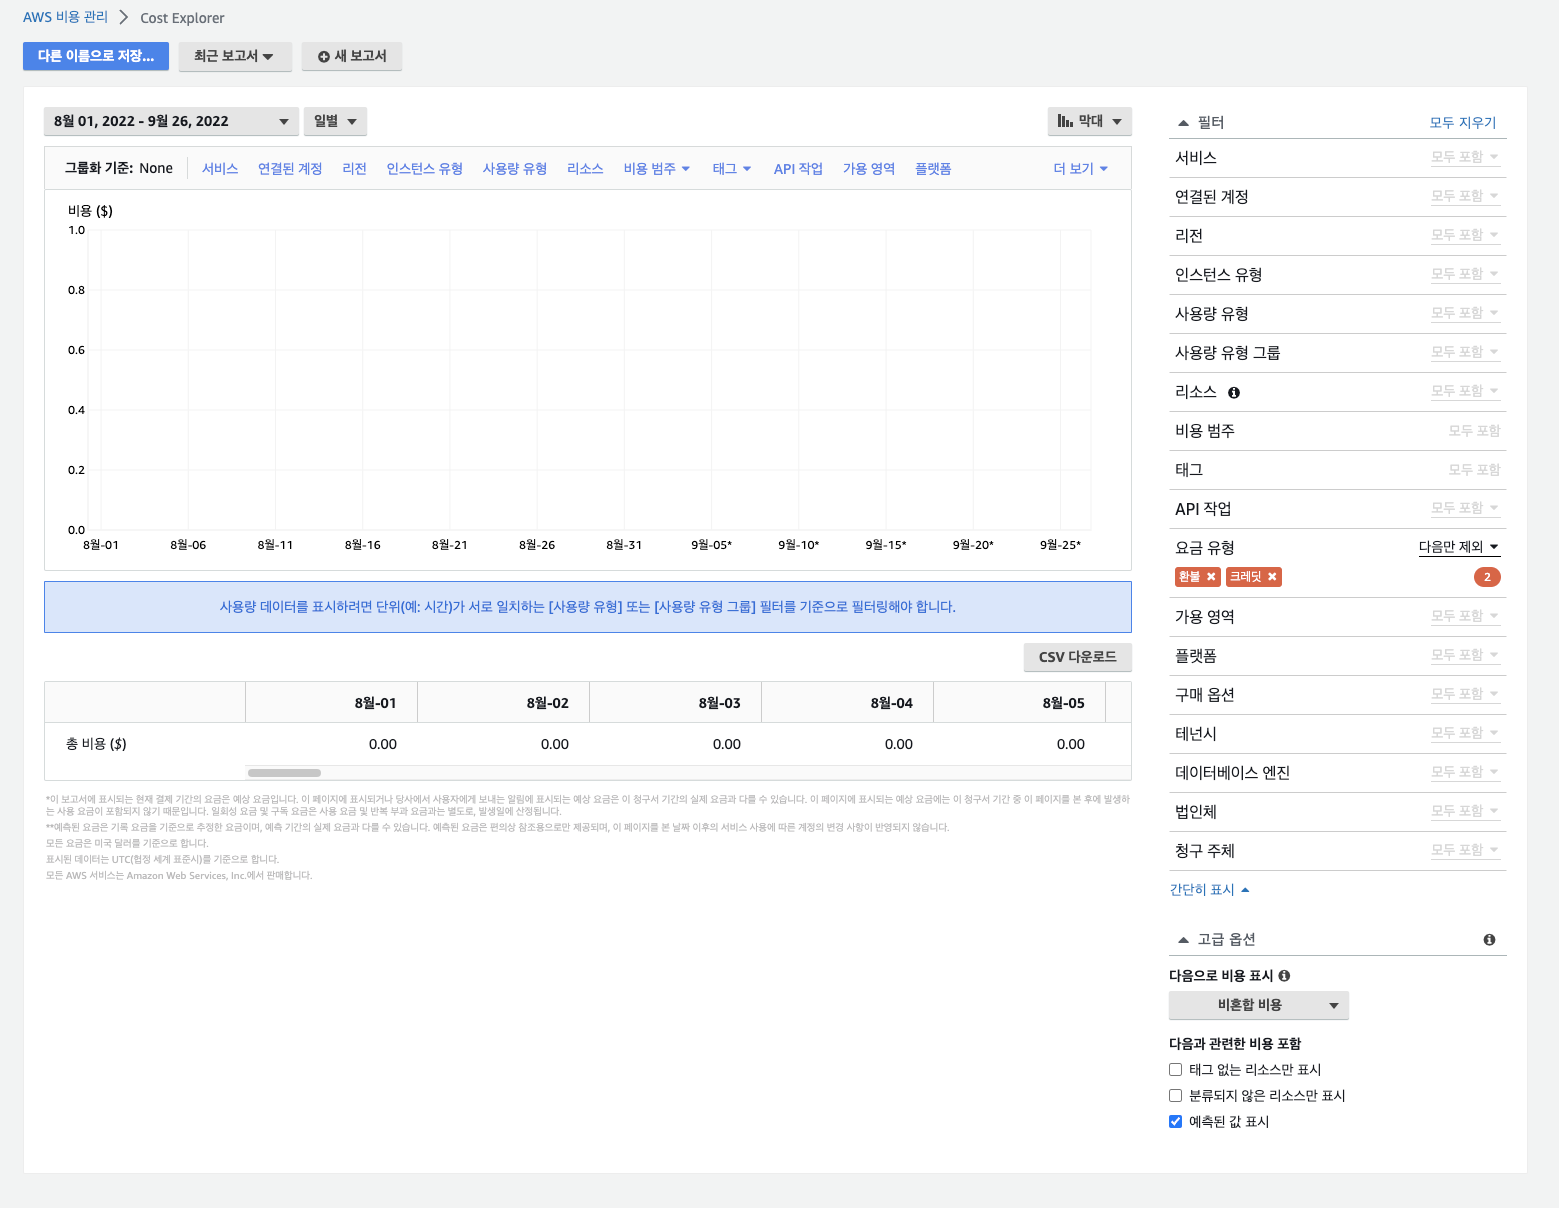 AWS 비용 관리 > Cost Explorer
다른 이름으로 저장... 최근 보고서 새 보고서
8월 01, 2022 - 9월 26, 2022 일별 막대
그룹화 기준: None 서비스 연결된 계정 리전 인스턴스 유형 사용량 유형 리소스 비용 범주 태그 API 작업 가용 영역 플랫폼 더 보기
비용 ($)
1.0
0.8
0.6
0.4
0.2
0.0
8월-01 8월-06 8월-11 8월-16 8월-21 8월-26 8월-31 9월-05* 9월-10* 9월-15* 9월-20* 9월-25*
사용량 데이터를 표시하려면 단위(예: 시간)가 서로 일치하는 [사용량 유형] 또는 [사용량 유형 그룹] 필터를 기준으로 필터링해야 합니다.
CSV 다운로드
8월-01 8월-02 8월-03 8월-04 8월-05
총 비용 ($) 0.00 0.00 0.00 0.00 0.00
*이 보고서에 표시되는 현재 결제 기간의 요금은 예상 요금입니다. 이 페이지에 표시되거나 당사에서 사용자에게 보내는 알림에 표시되는 예상 요금은 이 청구서 기간의 실제 요금과 다를 수 있습니다. 이 페이지에 표시되는 예상 요금에는 이 청구서 기간 중 이 페이지를 본 후에 발생하
는 사용 요금이 포함되지 않기 때문입니다. 일회성 요금 및 구독 요금은 사용 요금 및 반복 부과 요금과는 별도로, 발생일에 산정됩니다.
**예측된 요금은 기록 요금을 기준으로 추정한 요금이며, 예측 기간의 실제 요금과 다를 수 있습니다. 예측된 요금은 편의상 참조용으로만 제공되며, 이 페이지를 본 날짜 이후의 서비스 사용에 따른 계정의 변경 사항이 반영되지 않습니다.
모든 요금은 미국 달러를 기준으로 합니다.
표시된 데이터는 UTC(협정 세계 표준시)를 기준으로 합니다.
모든 AWS 서비스는 Amazon Web Services, Inc.에서 판매합니다.
필터 모두 지우기
서비스 모두 포함
연결된 계정 모두 포함
리전 모두 포함
인스턴스 유형 모두 포함
사용량 유형 모두 포함
사용량 유형 그룹 모두 포함
리소스 모두 포함
비용 범주 모두 포함
태그 모두 포함
API 작업 모두 포함
요금 유형 다음만 제외
환불 × 크레딧 × 2
가용 영역 모두 포함
플랫폼 모두 포함
구매 옵션 모두 포함
테넌시 모두 포함
데이터베이스 엔진 모두 포함
법인체 모두 포함
청구 주체 모두 포함
간단히 표시
고급 옵션
다음으로 비용 표시
비혼합 비용
다음과 관련한 비용 포함
태그 없는 리소스만 표시
분류되지 않은 리소스만 표시
예측된 값 표시